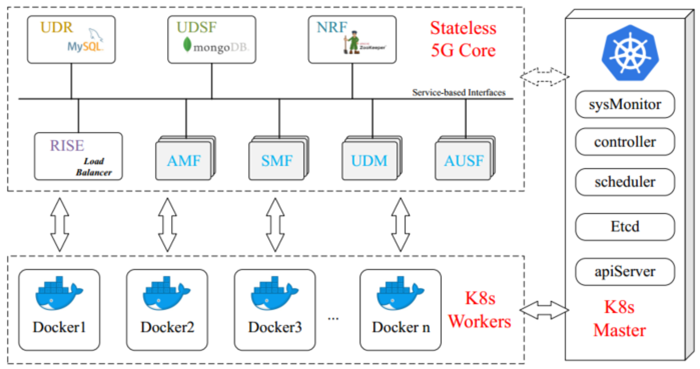 UDR
MySQL
UDSF
mongoDB
NRF
ZooKeeper
Stateless
5G Core
Service-based Interfaces
RISE
Load
Balancer
AMF
SMF
UDM
AUSF
sysMonitor
controller
scheduler
Etcd
apiServer
K8s
Master
Docker1
Docker2
Docker3
...
Docker n
K8s
Workers